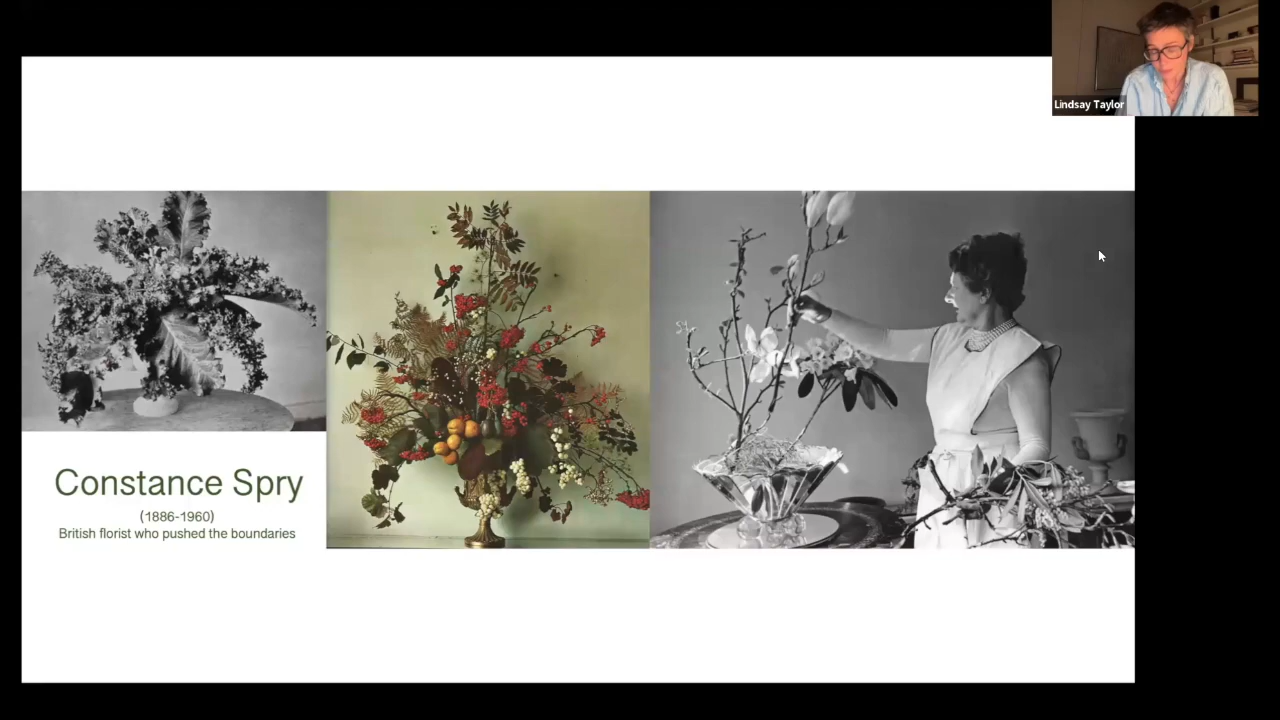 Lindsay Taylor
Constance Spry
(1886-1960)
British florist who pushed the boundaries